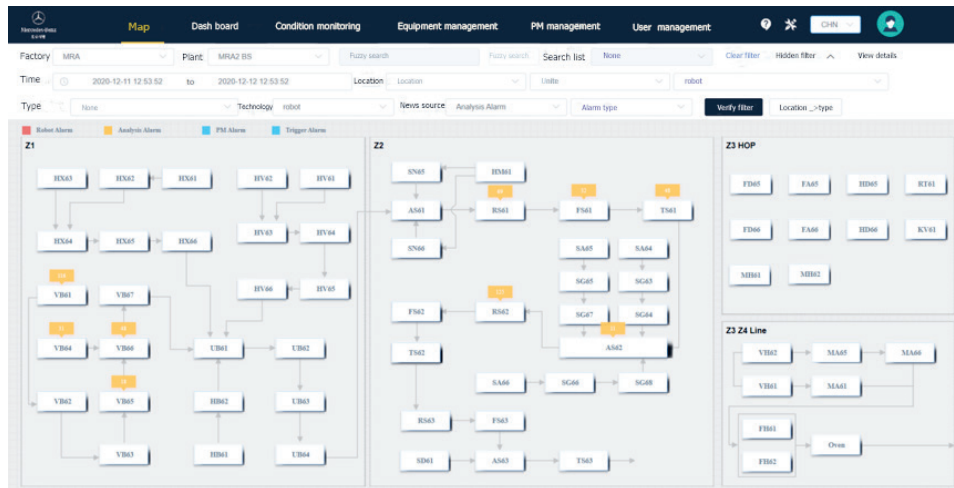 Map Dash board Condition monitoring Equipment management PM management User management CHN
Factory MRA Plant MRA2 BS Fuzzy search Fuzzy search Search list None Clear filter Hidden filter View details
Time 2020-12-11 12 53 52 to 2020-12-12 12 53 52 Location Location Unite robot
Type None Technology robot News source Analysis Alarm Alarm type Verify filter Location _>type
Robot Alarm Analysis Alarm PM Alarm Trigger Alarm
Z1
HX63 HX62 HX61 HV62 HV61
HX64 HX65 HX66 HV63 HV64
VB61 VB67 HV66 HV65
VB64 VB66 UB61 UB62
VB62 VB65 HB62 UB63
VB63 HB61 UB64
Z2
SN65 HM61
AS61 RS61 FS61 TS61
SN66 SA65 SA64
SG65 SG63
FS62 RS62 SG67 SG64
TS62 AS62
SA66 SG66 SG68
RS63 FS63
SD61 AS63 TS63
Z3 HOP
FD65 FA65 HD65 RT61
FD66 FA66 HD66 KV61
MH61 MH62
Z3 Z4 Line
VH62 MA65 MA66
VH61 MA61
FH61
Oven
FH62